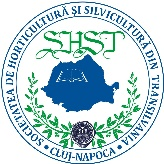 SOCIETATEA DE HORTICULTURĂ ȘI SILVICULTURĂ DIN TRANSILVANIA
SHST
• CLUJ-NAPOCA •